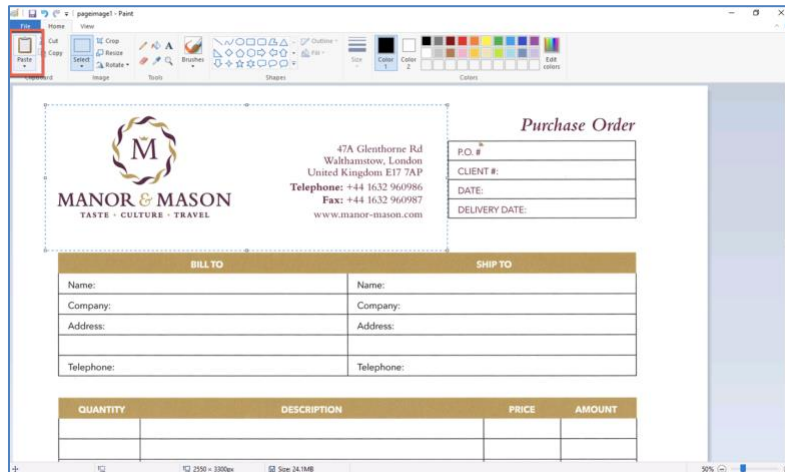 pageimage1 - Paint
File Home View
Paste
Cut
Copy
Clipboard
Select
Crop
Resize
Rotate
Image
A
Tools
Brushes
Outline
Fill
Shapes
Size
Color 1
Color 2
Edit colors
Colors
M
MANOR & MASON
TASTE · CULTURE · TRAVEL
47A Glenthorne Rd
Walthamstow, London
United Kingdom E17 7AP
Telephone: +44 1632 960986
Fax: +44 1632 960987
www.manor-mason.com
Purchase Order
P.O. #
CLIENT #:
DATE:
DELIVERY DATE:
BILL TO SHIP TO
Name: Name:
Company: Company:
Address: Address:
Telephone: Telephone:
QUANTITY DESCRIPTION PRICE AMOUNT
2550 × 3300px Size: 24.1MB 50%